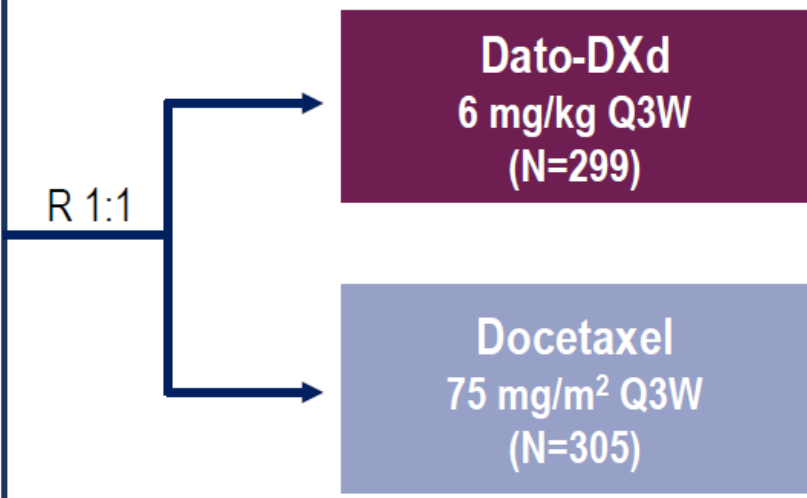 R 1:1
Dato-DXd
6 mg/kg Q3W
(N=299)
Docetaxel
75 mg/m² Q3W
(N=305)